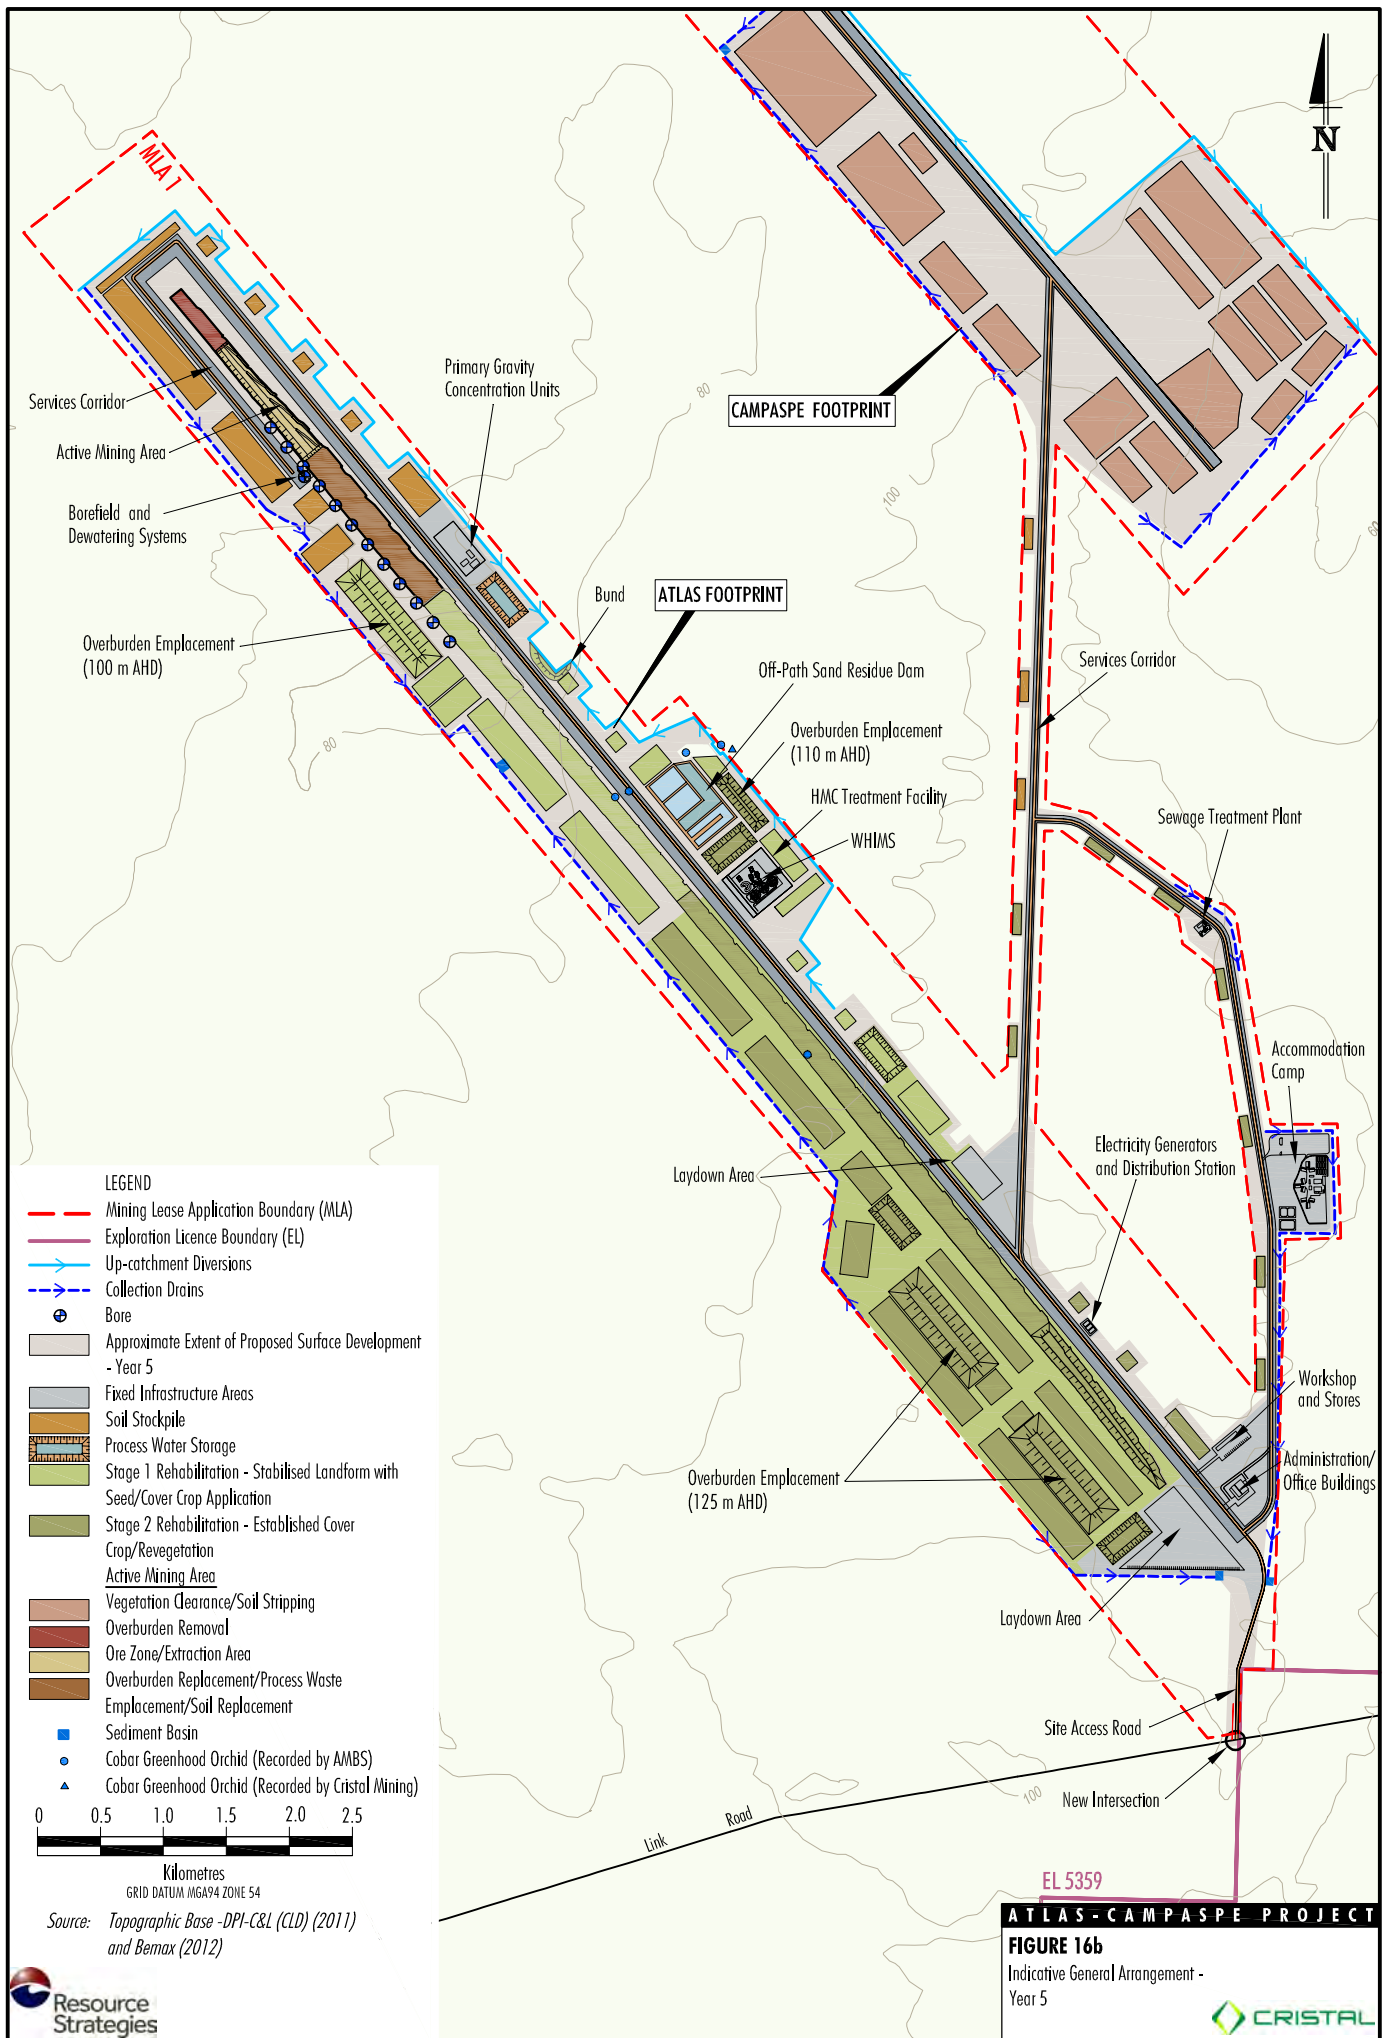 MLA 1
N
Primary Gravity
Concentration Units
Services Corridor
CAMPASPE FOOTPRINT
Active Mining Area
80
100
60
Borefield and
Dewatering Systems
Bund
ATLAS FOOTPRINT
Overburden Emplacement
(100 m AHD)
Services Corridor
Off-Path Sand Residue Dam
80
Overburden Emplacement
(110 m AHD)
HMC Treatment Facility
WHIMS
Sewage Treatment Plant
Accommodation
Camp
Electricity Generators
and Distribution Station
Laydown Area
Workshop
and Stores
Administration/
Office Buildings
Overburden Emplacement
(125 m AHD)
Laydown Area
Site Access Road
New Intersection
100
Link Road
EL 5359
LEGEND
Mining Lease Application Boundary (MLA)
Exploration Licence Boundary (EL)
Up-catchment Diversions
Collection Drains
Bore
Approximate Extent of Proposed Surface Development
- Year 5
Fixed Infrastructure Areas
Soil Stockpile
Process Water Storage
Stage 1 Rehabilitation - Stabilised Landform with
Seed/Cover Crop Application
Stage 2 Rehabilitation - Established Cover
Crop/Revegetation
Active Mining Area
Vegetation Clearance/Soil Stripping
Overburden Removal
Ore Zone/Extraction Area
Overburden Replacement/Process Waste
Emplacement/Soil Replacement
Sediment Basin
Cobar Greenhood Orchid (Recorded by AMBS)
Cobar Greenhood Orchid (Recorded by Cristal Mining)
0 0.5 1.0 1.5 2.0 2.5
Kilometres
GRID DATUM MGA94 ZONE 54
Source: Topographic Base -DPI-C&L (CLD) (2011)
and Bemax (2012)
Resource
Strategies
ATLAS-CAMPASPE PROJECT
FIGURE 16b
Indicative General Arrangement -
Year 5
CRISTAL